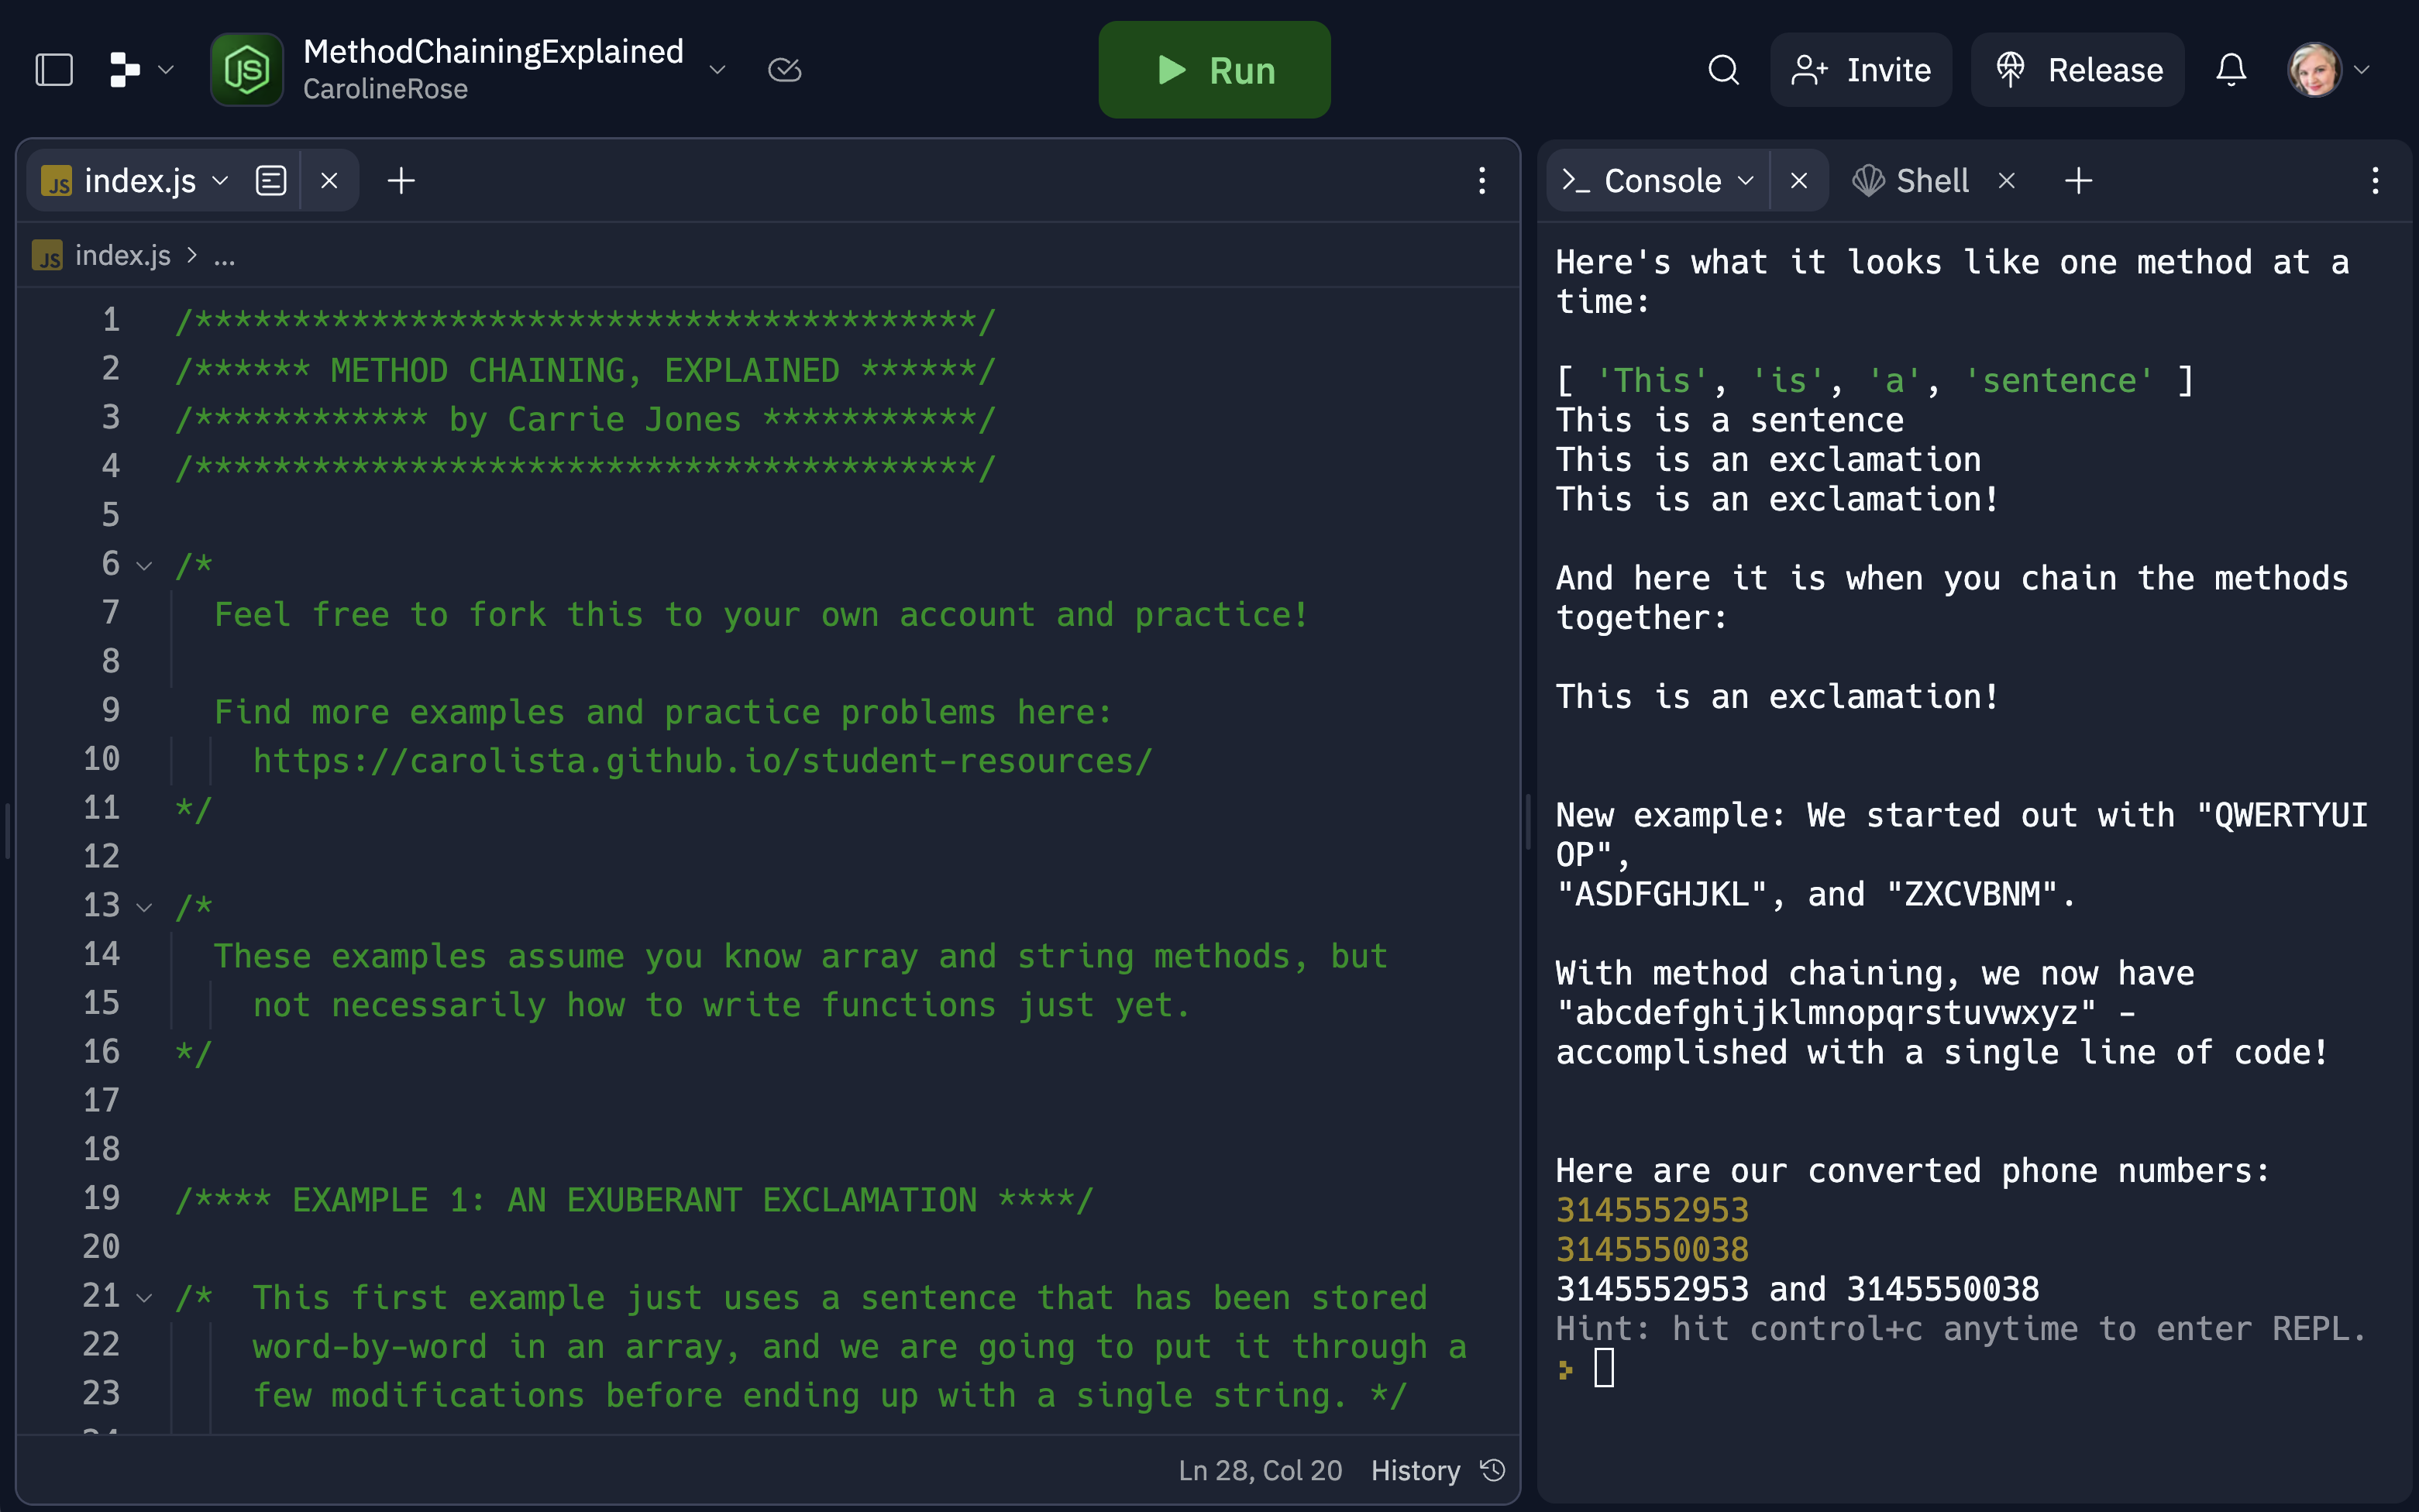 MethodChainingExplained
CarolineRose
Run
Invite
Release
JS index.js
JS index.js > ...
1 /****************************************/
2 /****** METHOD CHAINING, EXPLAINED ******/
3 /************ by Carrie Jones ***********/
4 /****************************************/
5
6 /*
7 Feel free to fork this to your own account and practice!
8
9 Find more examples and practice problems here:
10 https://carolista.github.io/student-resources/
11 */
12
13 /*
14 These examples assume you know array and string methods, but
15 not necessarily how to write functions just yet.
16 */
17
18
19 /**** EXAMPLE 1: AN EXUBERANT EXCLAMATION ****/
20
21 /*  This first example just uses a sentence that has been stored
22 word-by-word in an array, and we are going to put it through a
23 few modifications before ending up with a single string. */
Ln 28, Col 20 History
>_ Console Shell
Here's what it looks like one method at a
time:
[ 'This', 'is', 'a', 'sentence' ]
This is a sentence
This is an exclamation
This is an exclamation!
And here it is when you chain the methods
together:
This is an exclamation!
New example: We started out with "QWERTYUI
OP",
"ASDFGHJKL", and "ZXCVBNM".
With method chaining, we now have
"abcdefghijklmnopqrstuvwxyz" –
accomplished with a single line of code!
Here are our converted phone numbers:
3145552953
3145550038
3145552953 and 3145550038
Hint: hit control+c anytime to enter REPL.